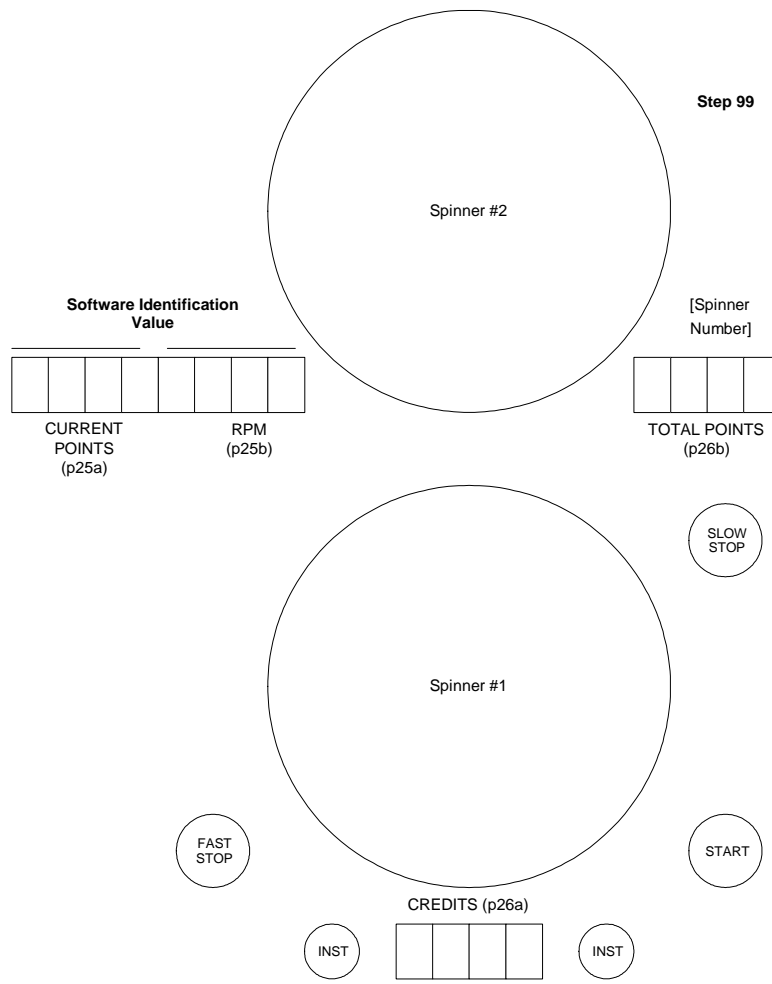 Step 99
Spinner #2
Software Identification
Value
[Spinner
Number]
CURRENT
POINTS
(p25a)
RPM
(p25b)
TOTAL POINTS
(p26b)
SLOW
STOP
Spinner #1
FAST
STOP
START
CREDITS (p26a)
INST
INST